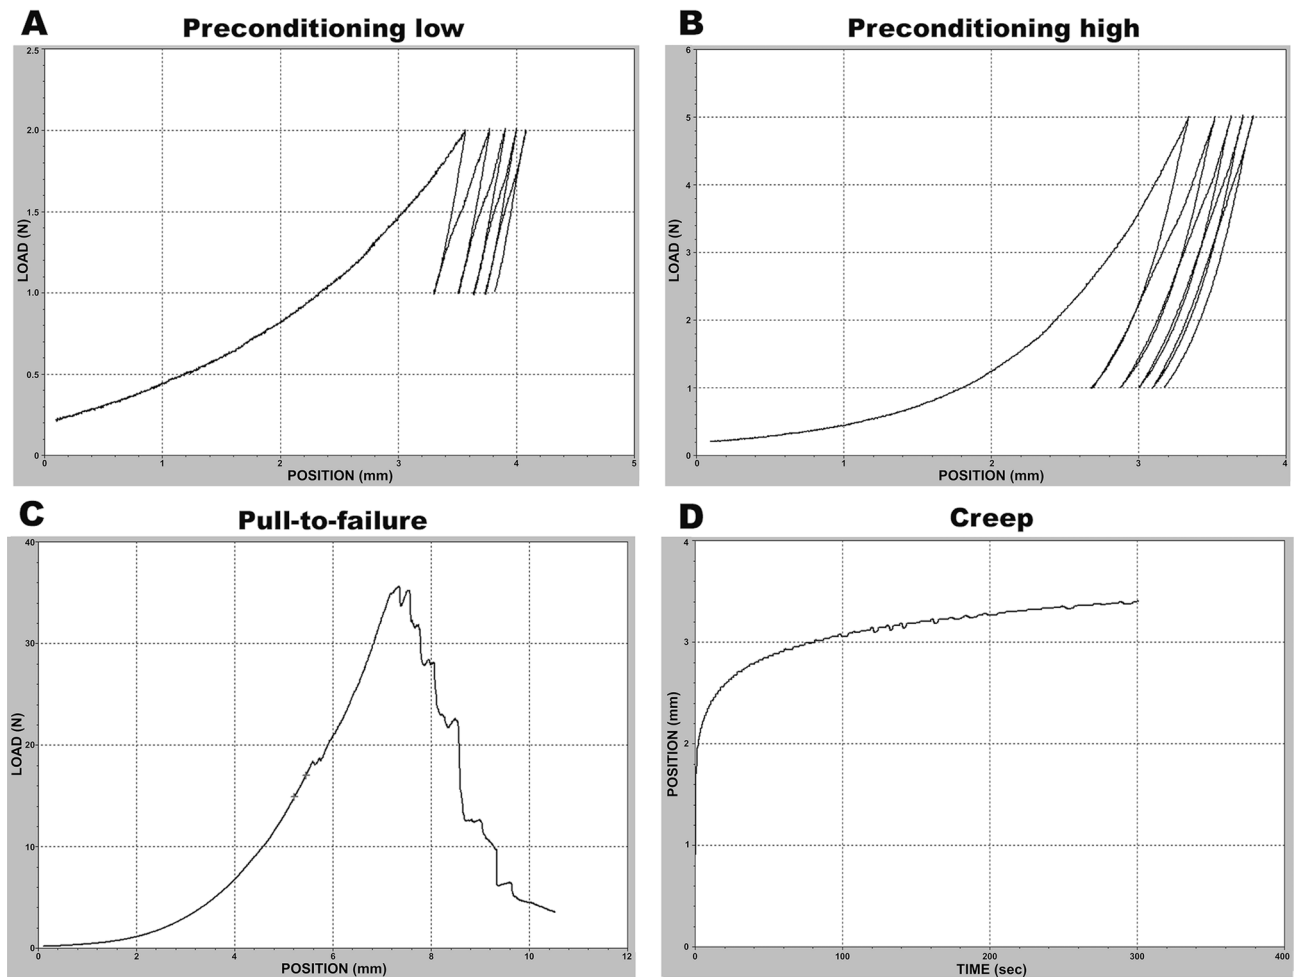 A
Preconditioning low
2.5
2.0
1.5
1.0
0.5
0
LOAD (N)
0 1 2 3 4 5
POSITION (mm)
B
Preconditioning high
6
5
4
3
2
1
0
LOAD (N)
0 1 2 3 4
POSITION (mm)
C
Pull-to-failure
40
30
20
10
0
LOAD (N)
0 2 4 6 8 10 12
POSITION (mm)
D
Creep
4
3
2
1
0
POSITION (mm)
0 100 200 300 400
TIME (sec)